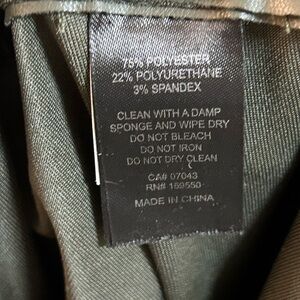 75% POLYESTER
22% POLYURETHANE
3% SPANDEX
CLEAN WITH A DAMP
SPONGE AND WIPE DRY
DO NOT BLEACH
DO NOT IRON
DO NOT DRY CLEAN
CA# 07043
RN# 159550
MADE IN CHINA